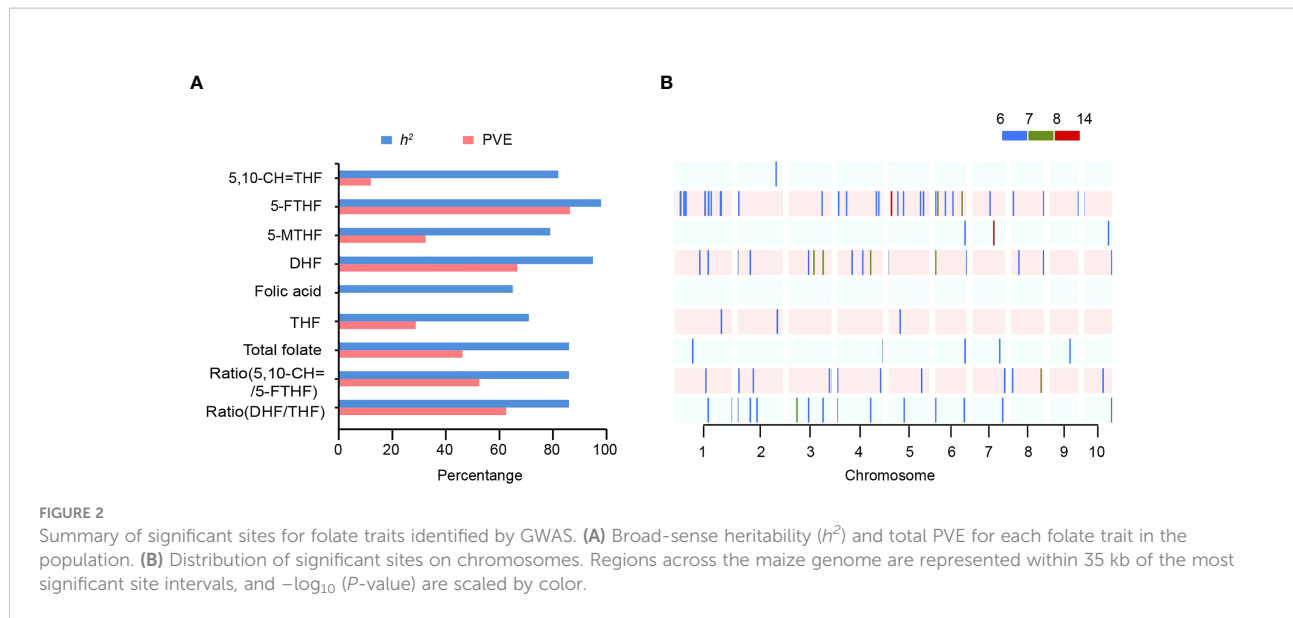 A
B
h² PVE
6 7 8 14
5,10-CH=THF
5-FTHF
5-MTHF
DHF
Folic acid
THF
Total folate
Ratio(5,10-CH=
/5-FTHF)
Ratio(DHF/THF)
0 20 40 60 80 100
Percentange
1 2 3 4 5 6 7 8 9 10
Chromosome
FIGURE 2
Summary of significant sites for folate traits identified by GWAS. (A) Broad-sense heritability (h²) and total PVE for each folate trait in the
population. (B) Distribution of significant sites on chromosomes. Regions across the maize genome are represented within 35 kb of the most
significant site intervals, and −log₁₀ (P-value) are scaled by color.